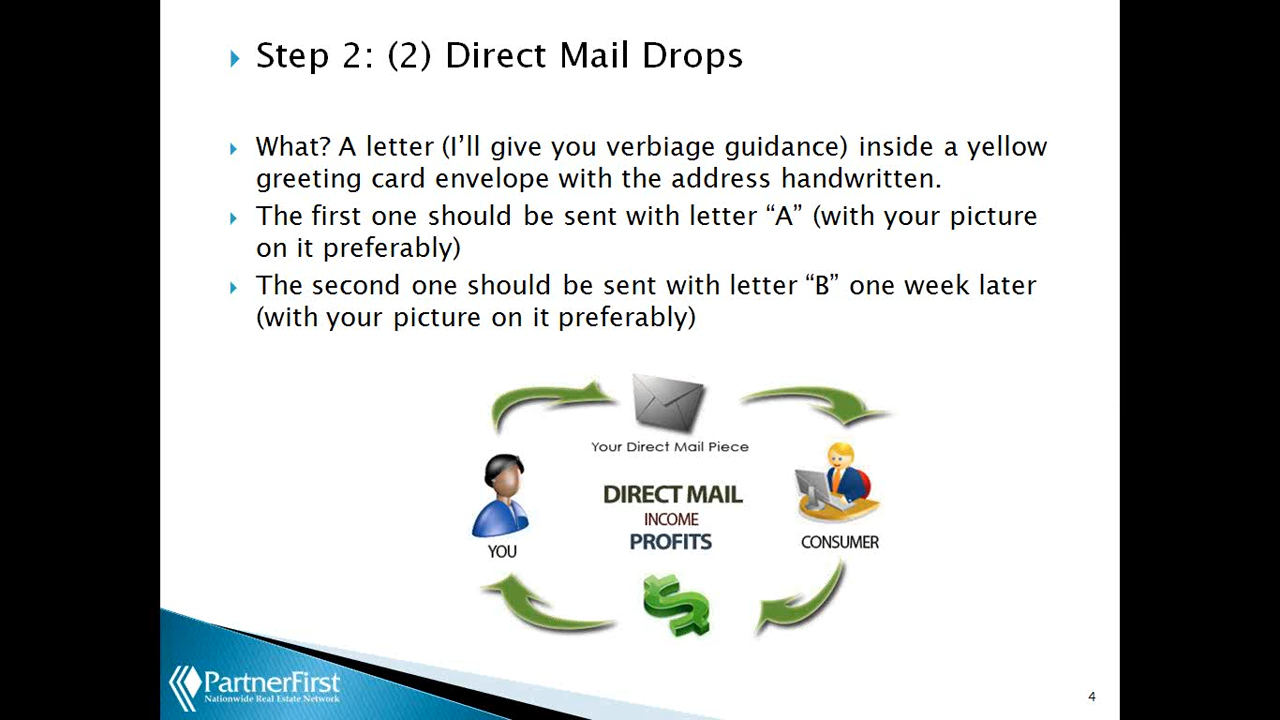 Step 2: (2) Direct Mail Drops
What? A letter (I’ll give you verbiage guidance) inside a yellow
greeting card envelope with the address handwritten.
The first one should be sent with letter “A” (with your picture
on it preferably)
The second one should be sent with letter “B” one week later
(with your picture on it preferably)
Your Direct Mail Piece
DIRECT MAIL
INCOME
PROFITS
YOU
CONSUMER
PartnerFirst
Nationwide Real Estate Network
4